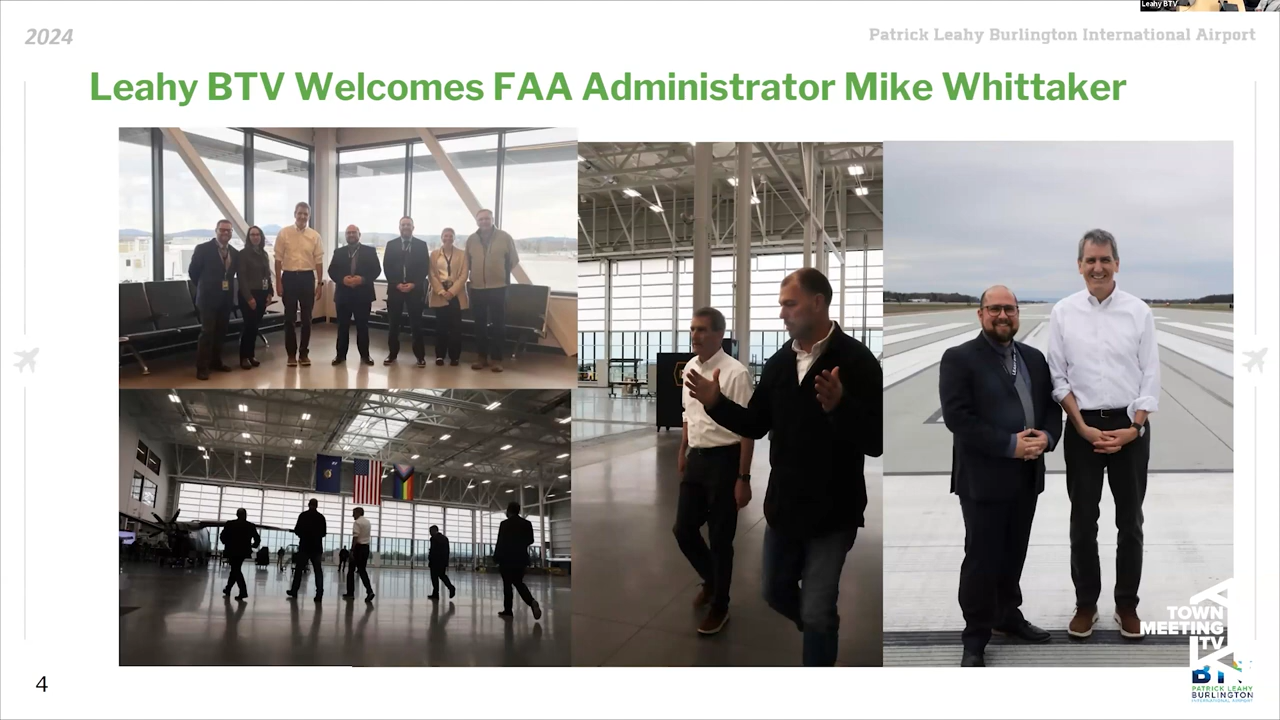 Leahy BTV
2024
Patrick Leahy Burlington International Airport
Leahy BTV Welcomes FAA Administrator Mike Whittaker
TOWN
MEETING
TV
PATRICK LEAHY
BURLINGTON
INTERNATIONAL AIRPORT
4